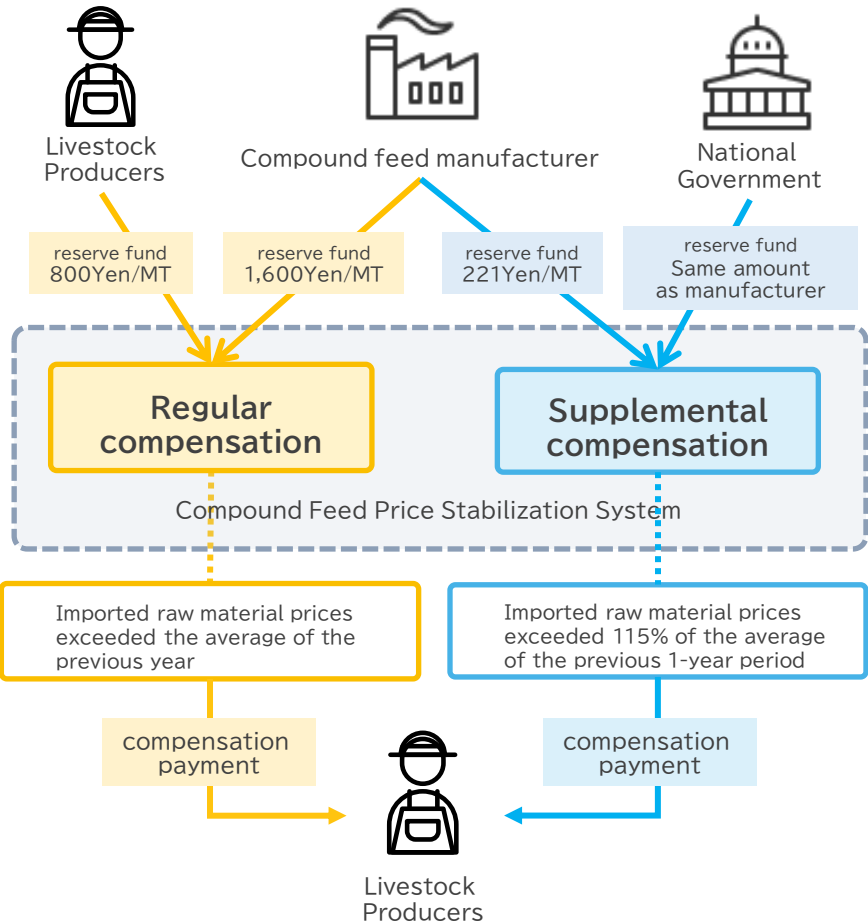 Livestock
Producers
Compound feed manufacturer
National
Government
reserve fund
800Yen/MT
reserve fund
1,600Yen/MT
reserve fund
221Yen/MT
reserve fund
Same amount
as manufacturer
Regular
compensation
Supplemental
compensation
Compound Feed Price Stabilization System
Imported raw material prices
exceeded the average of the
previous year
Imported raw material prices
exceeded 115% of the average
of the previous 1-year period
compensation
payment
compensation
payment
Livestock
Producers